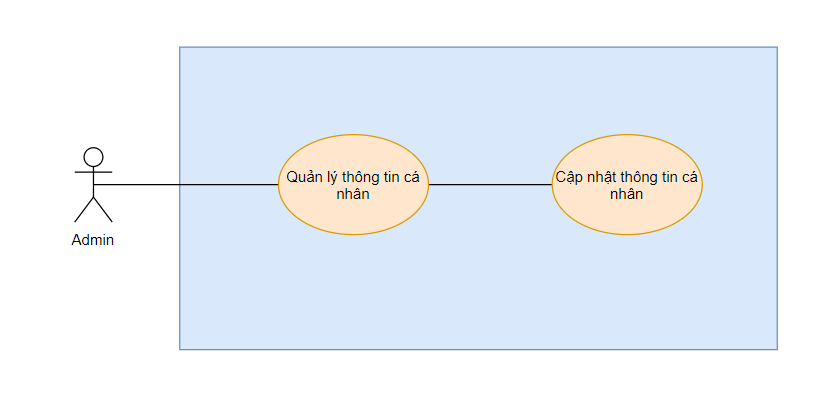 Quản lý thông tin cá
nhân
Cập nhật thông tin cá
nhân
Admin